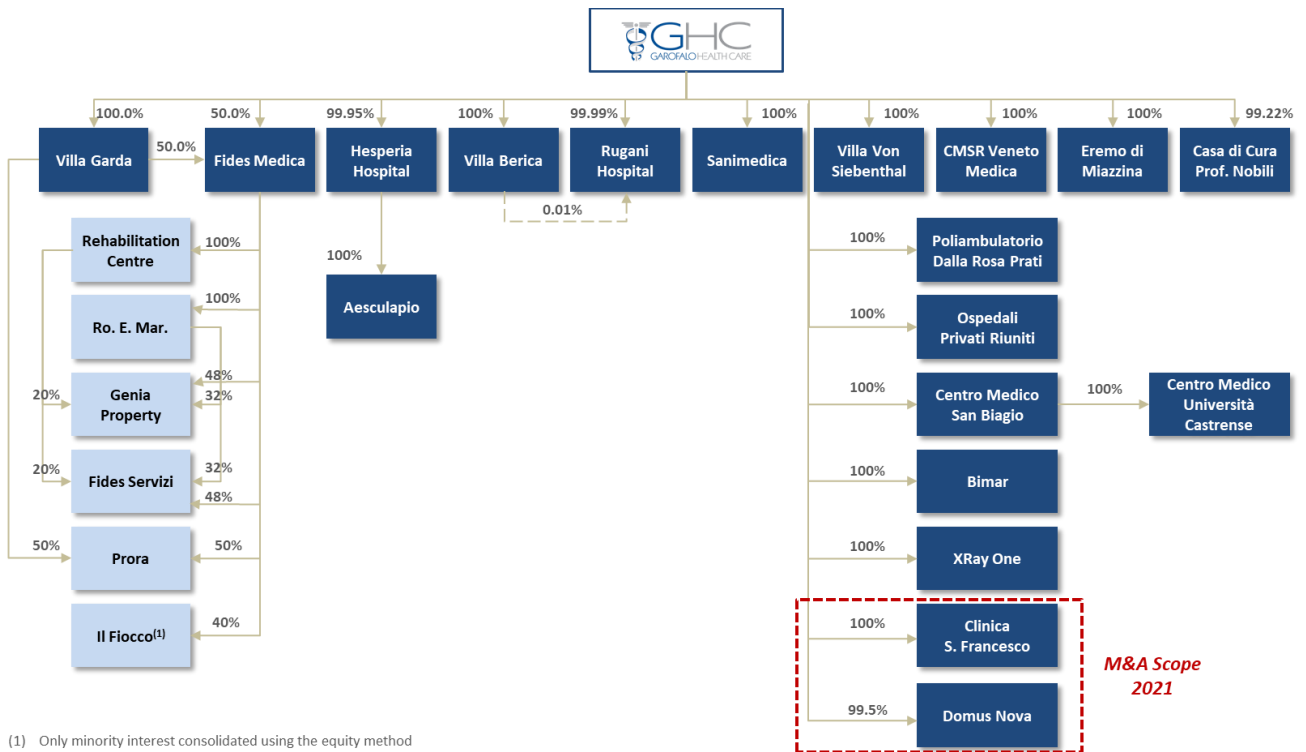 GHC
GAROFALO HEALTH CARE
100.0%
50.0%
99.95%
100%
99.99%
100%
100%
100%
100%
99.22%
Villa Garda
50.0%
Fides Medica
Hesperia
Hospital
Villa Berica
Rugani
Hospital
Sanimedica
Villa Von
Siebenthal
CMSR Veneto
Medica
Eremo di
Miazzina
Casa di Cura
Prof. Nobili
0.01%
Rehabilitation
Centre
100%
100%
Aesculapio
100%
Poliambulatorio
Dalla Rosa Prati
Ro. E. Mar.
100%
100%
Ospedali
Privati Riuniti
20%
Genia
Property
48%
32%
100%
Centro Medico
San Biagio
100%
Centro Medico
Università
Castrense
20%
Fides Servizi
32%
48%
100%
Bimar
50%
Prora
50%
100%
XRay One
Il Fiocco(1)
40%
100%
Clinica
S. Francesco
M&A Scope
2021
99.5%
Domus Nova
(1) Only minority interest consolidated using the equity method